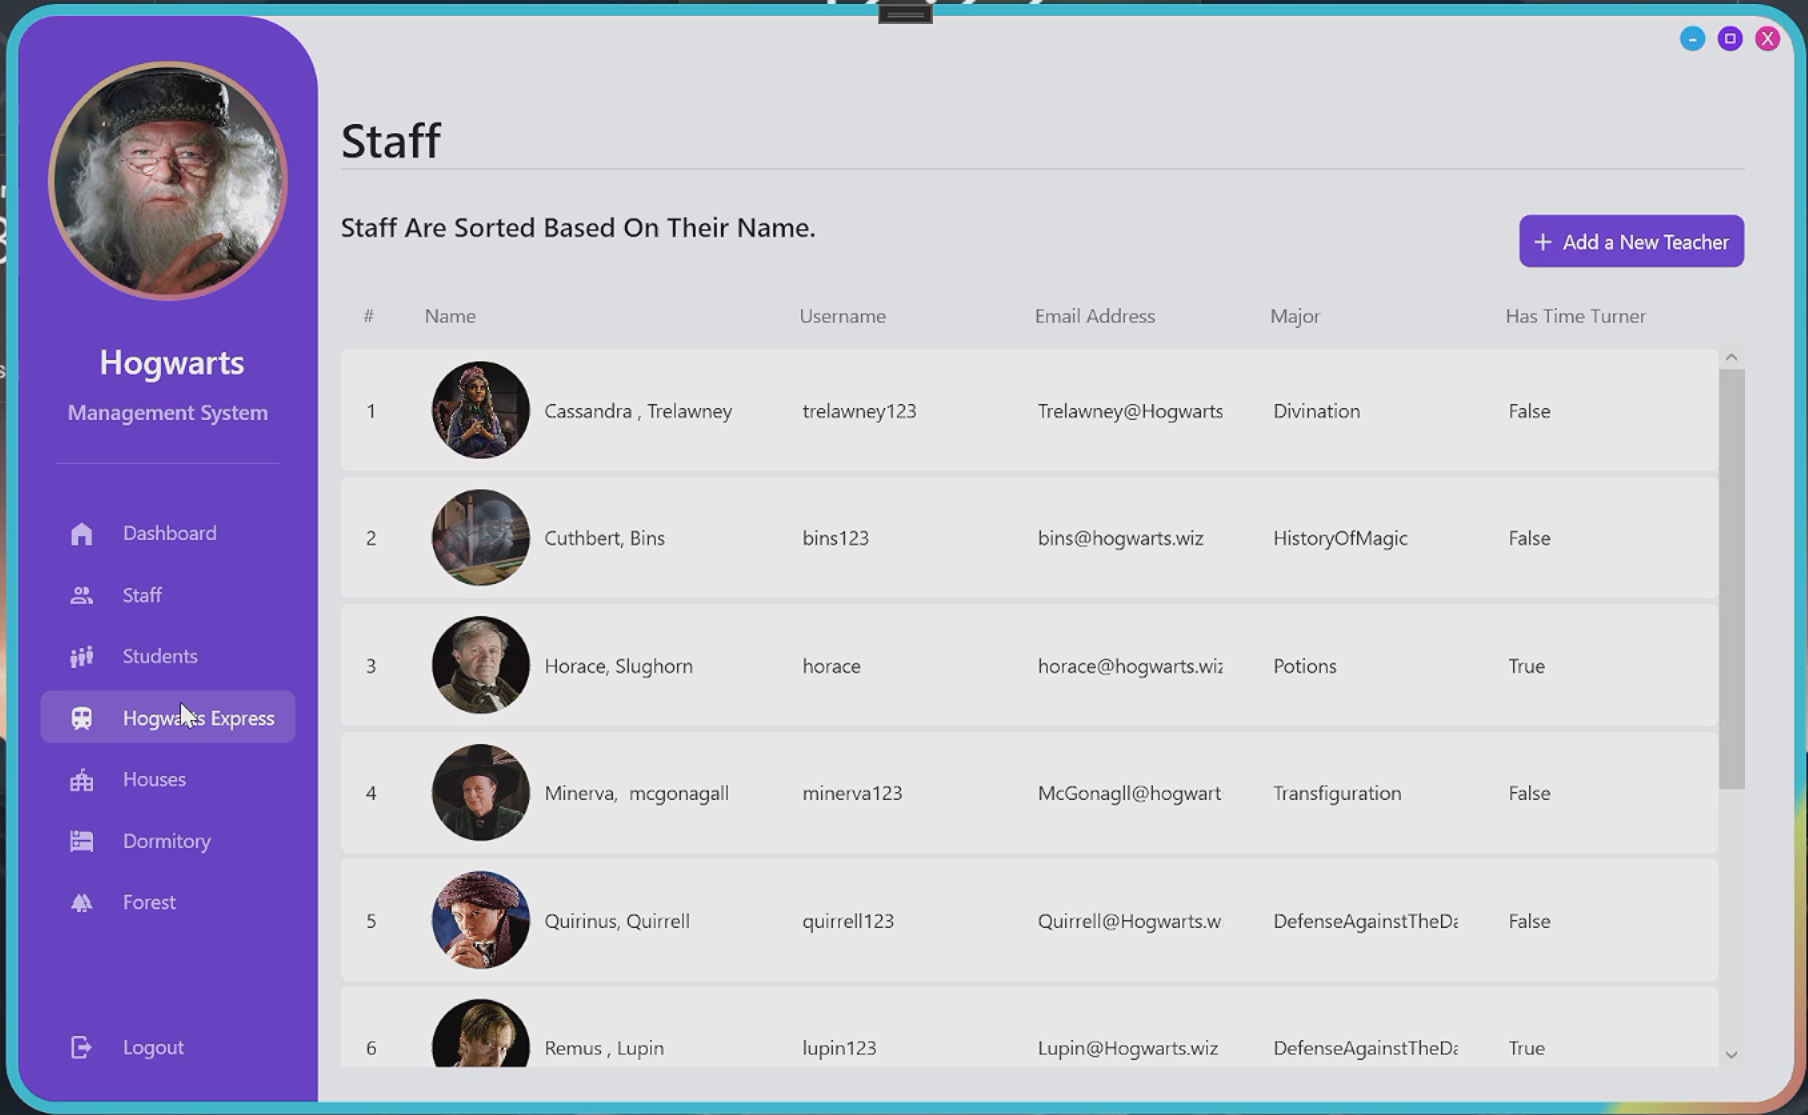 Hogwarts
Management System
Dashboard
Staff
Students
Hogwarts Express
Houses
Dormitory
Forest
Logout
Staff
Staff Are Sorted Based On Their Name.
+ Add a New Teacher
# Name Username Email Address Major Has Time Turner
1 Cassandra , Trelawney trelawney123 Trelawney@Hogwarts Divination False
2 Cuthbert, Bins bins123 bins@hogwarts.wiz HistoryOfMagic False
3 Horace, Slughorn horace horace@hogwarts.wiz Potions True
4 Minerva,  mcgonagall minerva123 McGonagll@hogwart Transfiguration False
5 Quirinus, Quirrell quirrell123 Quirrell@Hogwarts.w DefenseAgainstTheDa False
6 Remus , Lupin lupin123 Lupin@Hogwarts.wiz DefenseAgainstTheDa True